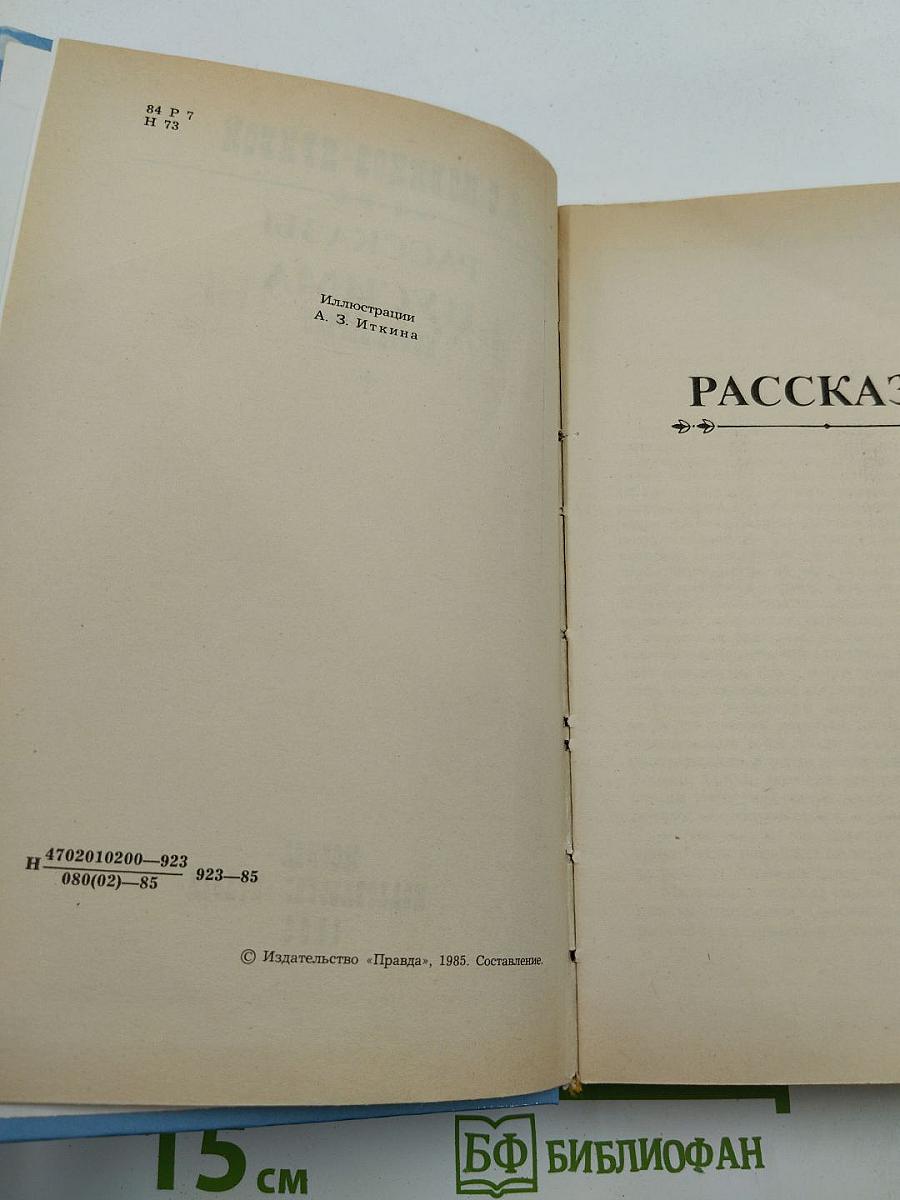 84 Р 7
Н 73
Иллюстрации
А. З. Иткина
Н 4702010200—923
080(02)—85
923—85
© Издательство «Правда», 1985. Составление.
РАССКАЗ
15 см
БФ БИБЛИОФАН